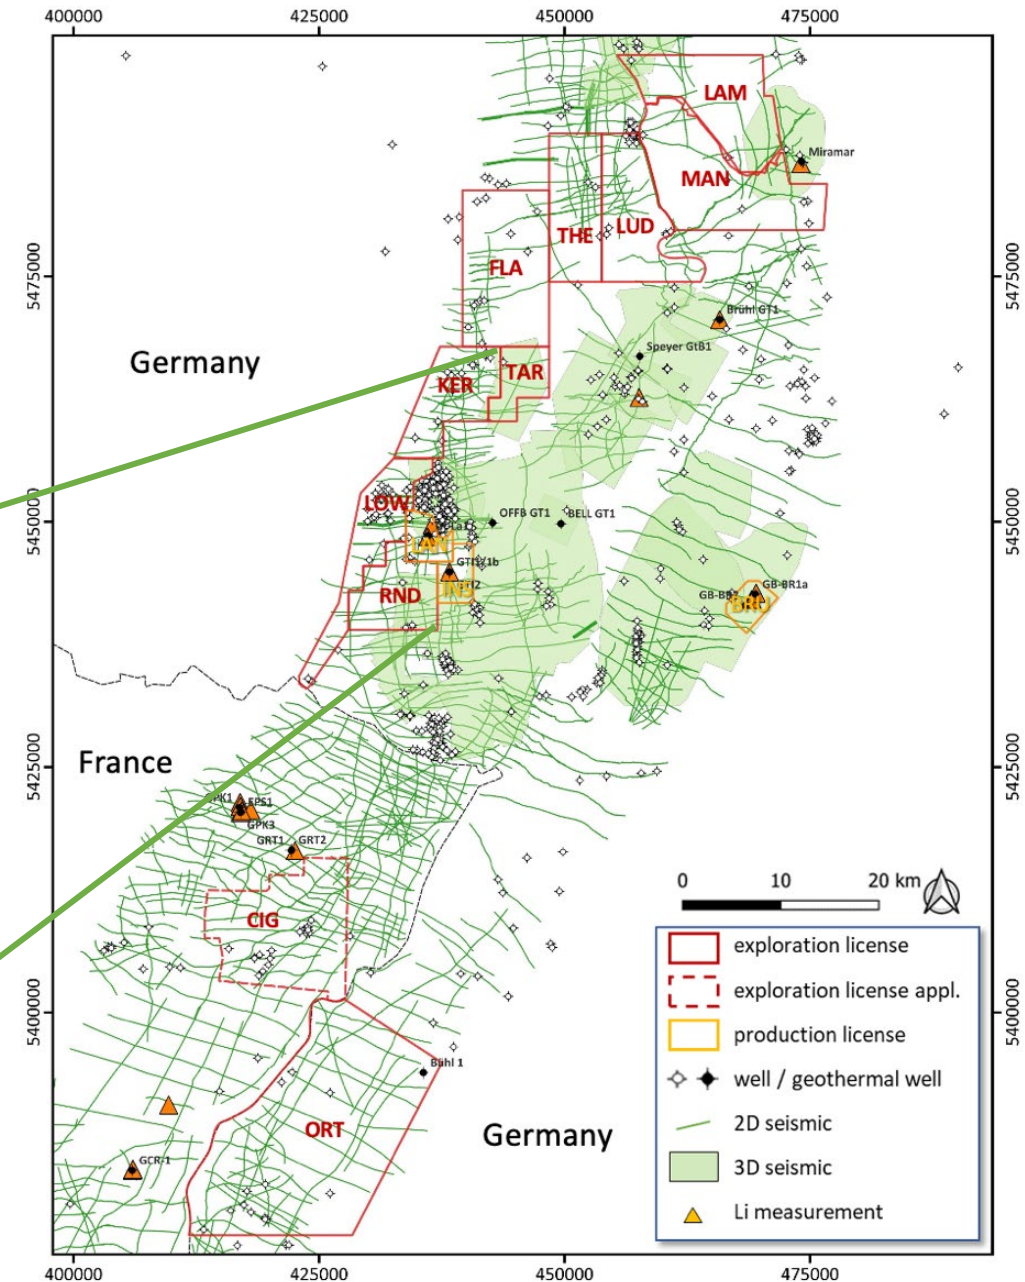 400000 425000 450000 475000
LAM
Miramar
MAN
LUD
THE
FLA
5475000 5475000
Brühl GT1
Speyer GtB1
Germany
TAR
KER
LOW
OFFB GT1
BELL GT1
5450000 5450000
LAN
INS
GB-BR1a
BRU
RND
France
5425000 5425000
EPS1
GPK3
GRT1 GRT2
0 10 20 km
CIG
exploration license
exploration license appl.
5400000 5400000
production license
Bühl 1
well / geothermal well
2D seismic
ORT
Germany
3D seismic
GCR-1
Li measurement
400000 425000 450000 475000